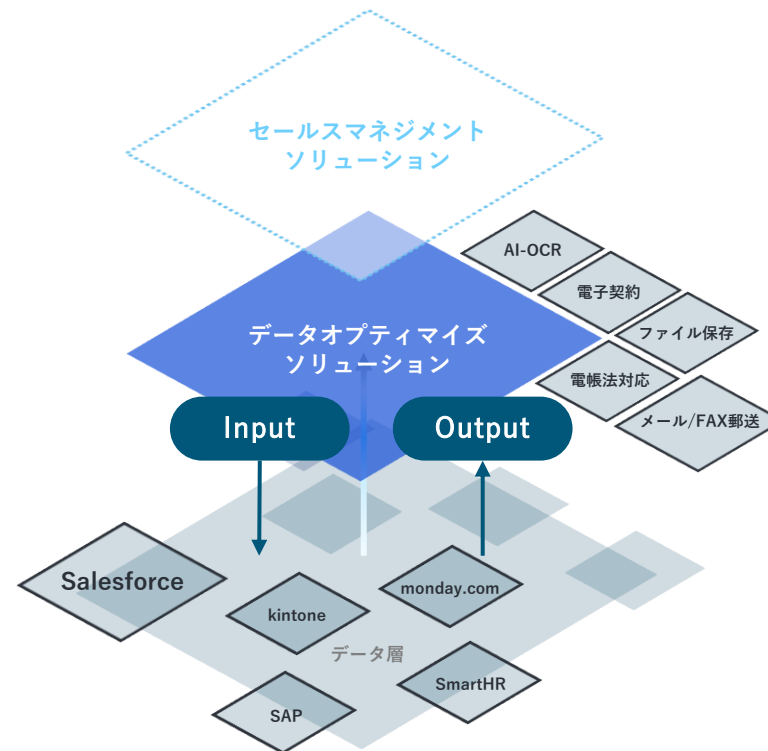 セールスマネジメント
ソリューション
AI-OCR
電子契約
ファイル保存
データオプティマイズ
ソリューション
電帳法対応
メール/FAX郵送
Input
Output
Salesforce
kintone
monday.com
データ層
SmartHR
SAP